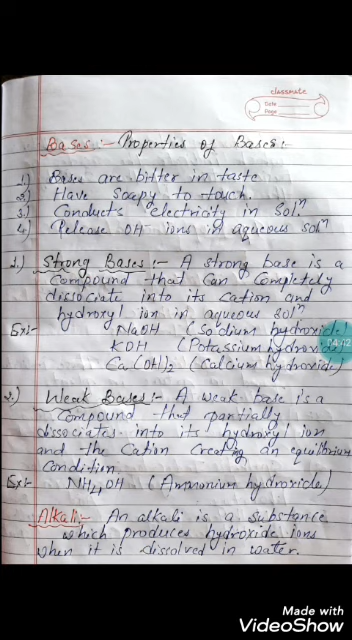 classmate
Date
Page
Bases :- Properties of Bases:-
1.) Bases are bitter in taste
2.) Have Soapy to touch.
3.) Conducts electricity in Solⁿ
4.) Release OH⁻ ions in aqueous solⁿ
1.) Strong Bases :- A strong base is a
Compound that can Completely
dissociate into its cation and
hydroxyl ion in aqueous Solⁿ
Ex:- NaOH (Sodium hydroxide)
KOH (Potassium hydroxide)
04:02
Ca(OH)₂ (Calcium hydroxide)
2.) Weak Bases :- A weak base is a
Compound that partially
dissociates into its hydroxyl ion
and the Cation Creating an equilibrium
Condition.
Ex:- NH₄OH (Ammonium hydroxide)
Alkali:- An alkali is a substance
which produces hydroxide ions
when it is dissolved in water.
Made with
VideoShow